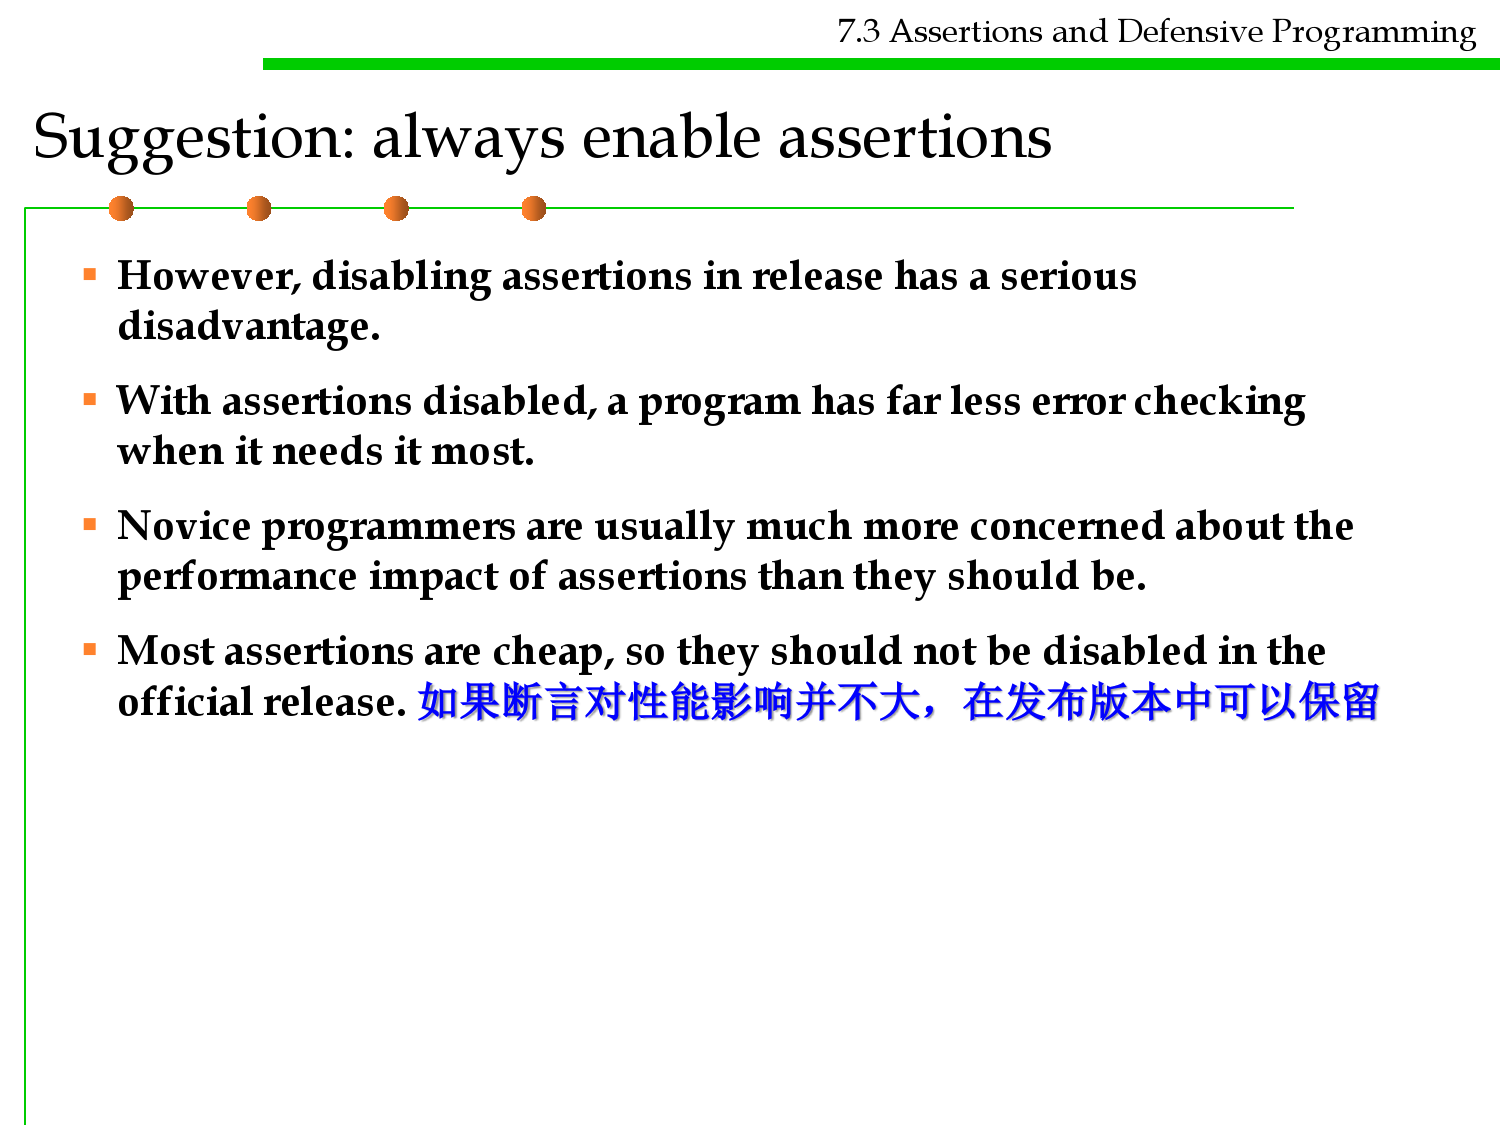 7.3 Assertions and Defensive Programming
Suggestion: always enable assertions
However, disabling assertions in release has a serious
disadvantage.
With assertions disabled, a program has far less error checking
when it needs it most.
Novice programmers are usually much more concerned about the
performance impact of assertions than they should be.
Most assertions are cheap, so they should not be disabled in the
official release. 如果断言对性能影响并不大，在发布版本中可以保留